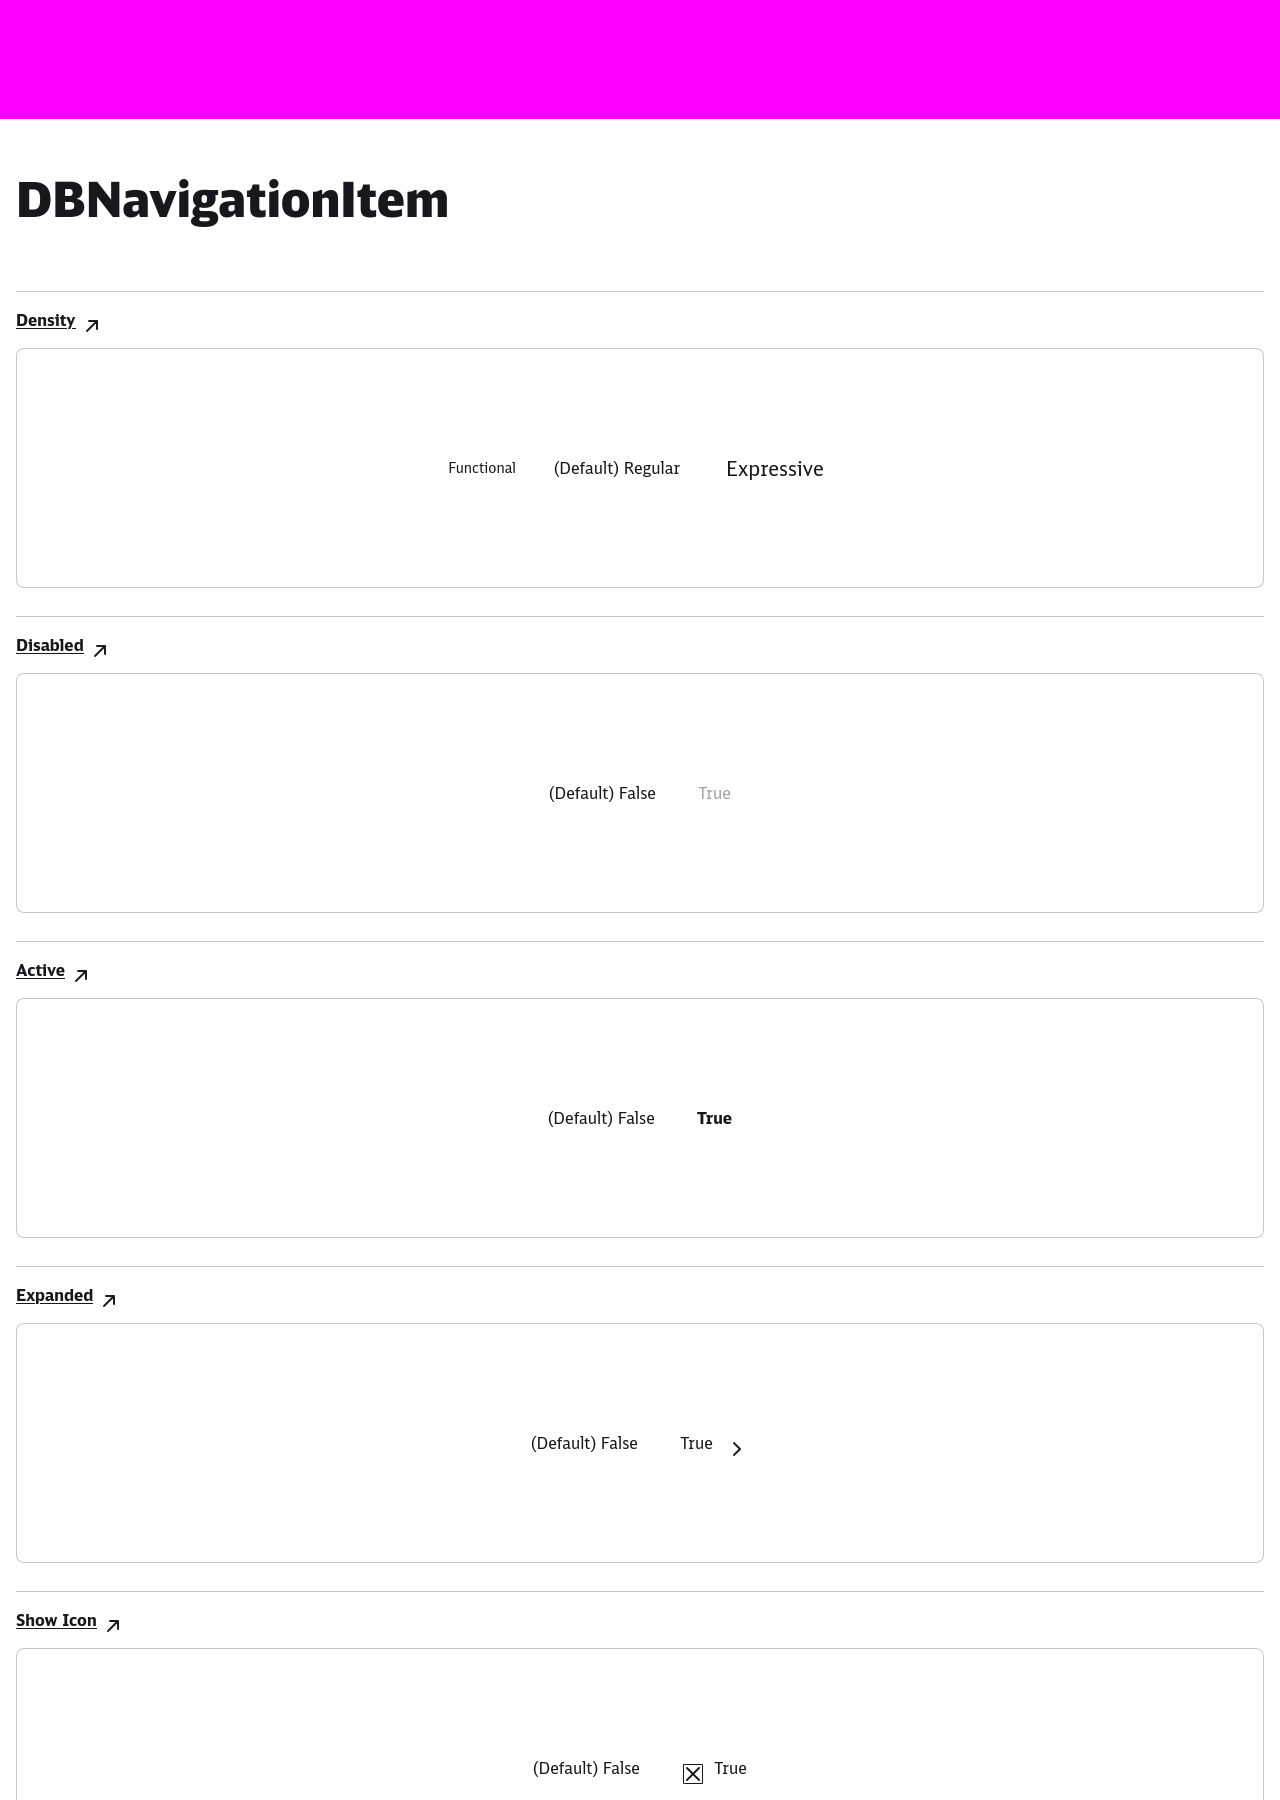 DBNavigationItem
Density
Functional (Default) Regular Expressive
Disabled
(Default) False True
Active
(Default) False True
Expanded
(Default) False True
Show Icon
(Default) False True